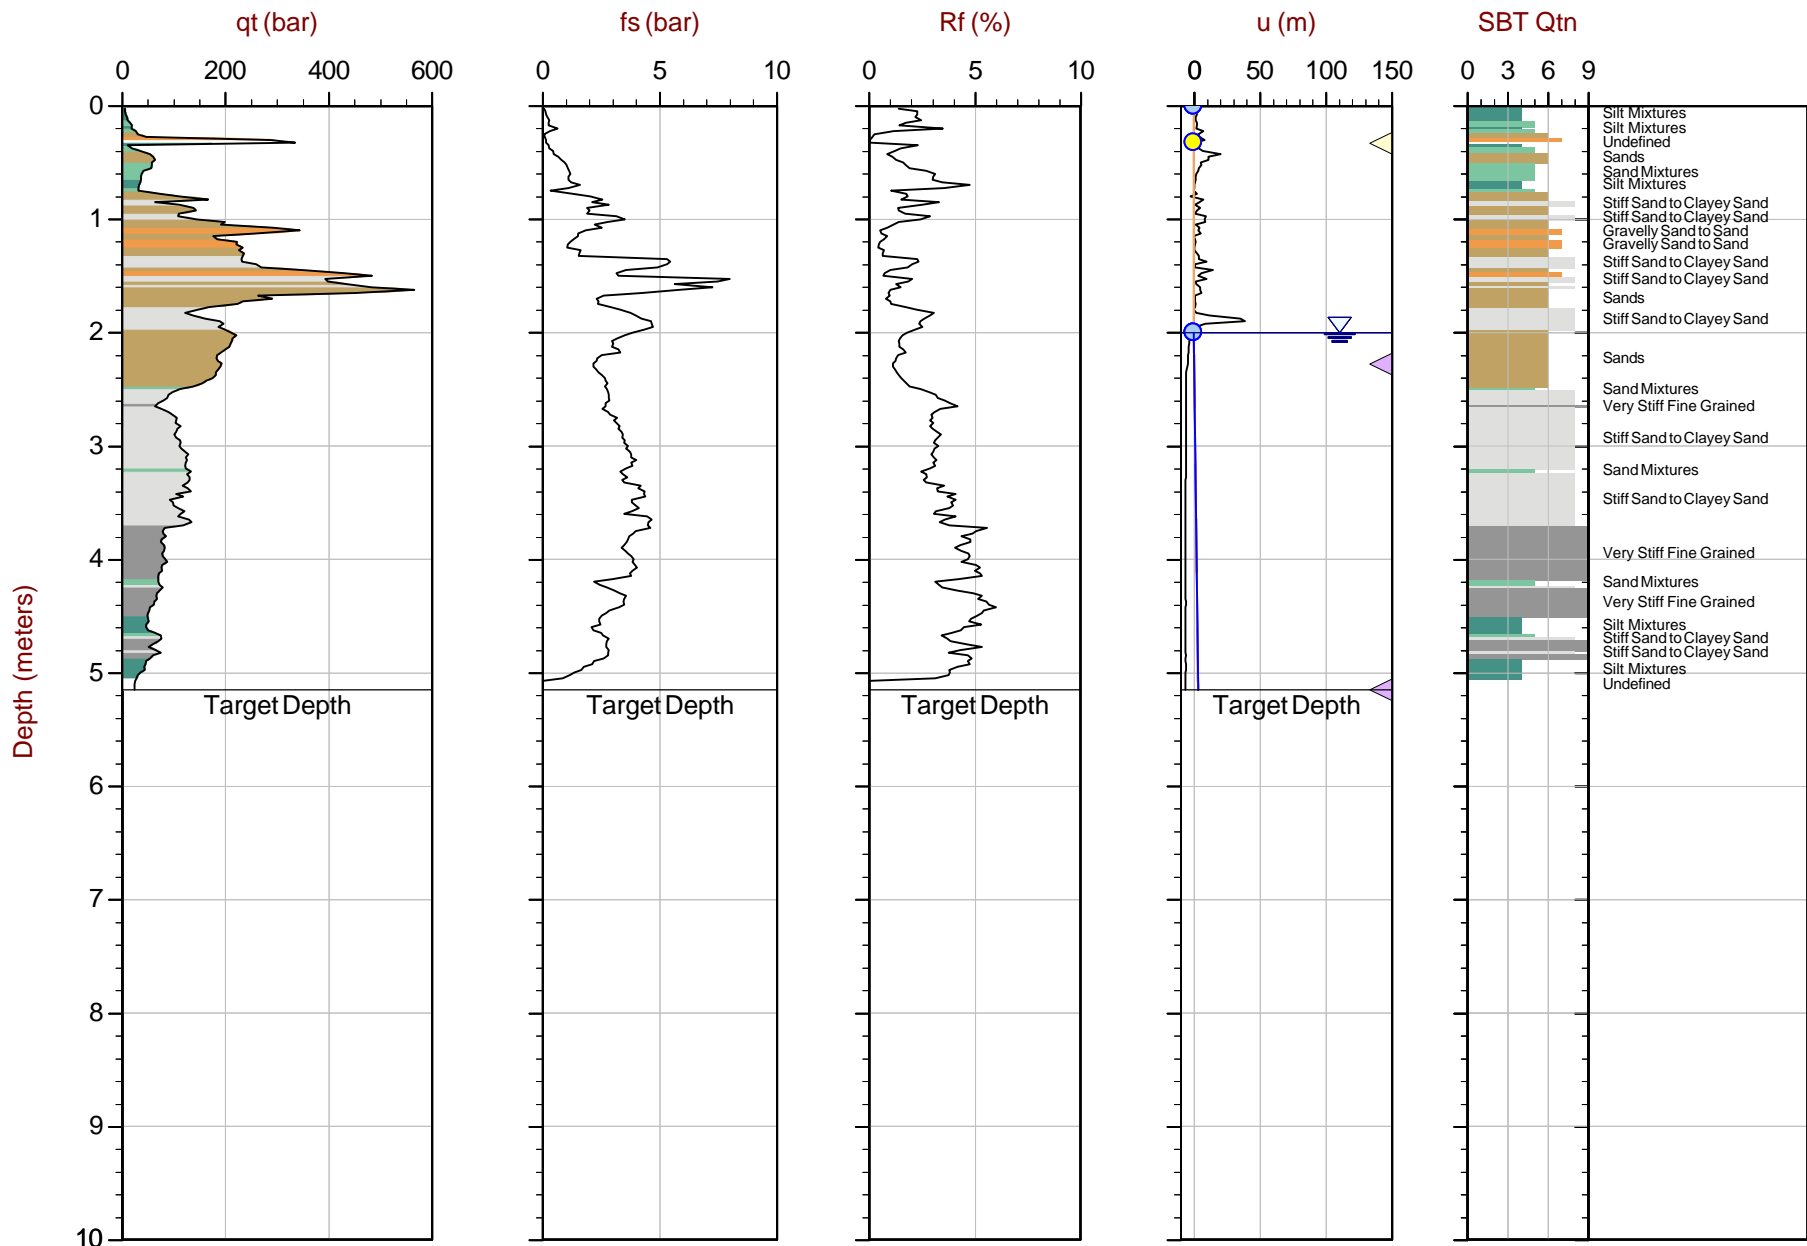 qt (bar) fs (bar) Rf (%) u (m) SBT Qtn
0 200 400 600 0 5 10 0 5 10 0 0 50 100 150 0 3 6 9
0
Silt Mixtures
Silt Mixtures
Undefined
Sands
Sand Mixtures
Silt Mixtures
Stiff Sand to Clayey Sand
1
Stiff Sand to Clayey Sand
Gravelly Sand to Sand
Gravelly Sand to Sand
Stiff Sand to Clayey Sand
Stiff Sand to Clayey Sand
Sands
Stiff Sand to Clayey Sand
2
Sands
Sand Mixtures
Very Stiff Fine Grained
Stiff Sand to Clayey Sand
3
Sand Mixtures
Stiff Sand to Clayey Sand
Very Stiff Fine Grained
4
Sand Mixtures
Very Stiff Fine Grained
Silt Mixtures
Stiff Sand to Clayey Sand
Stiff Sand to Clayey Sand
Silt Mixtures
5
Undefined
Target Depth Target Depth Target Depth Target Depth
Depth (meters)
6
7
8
9
10